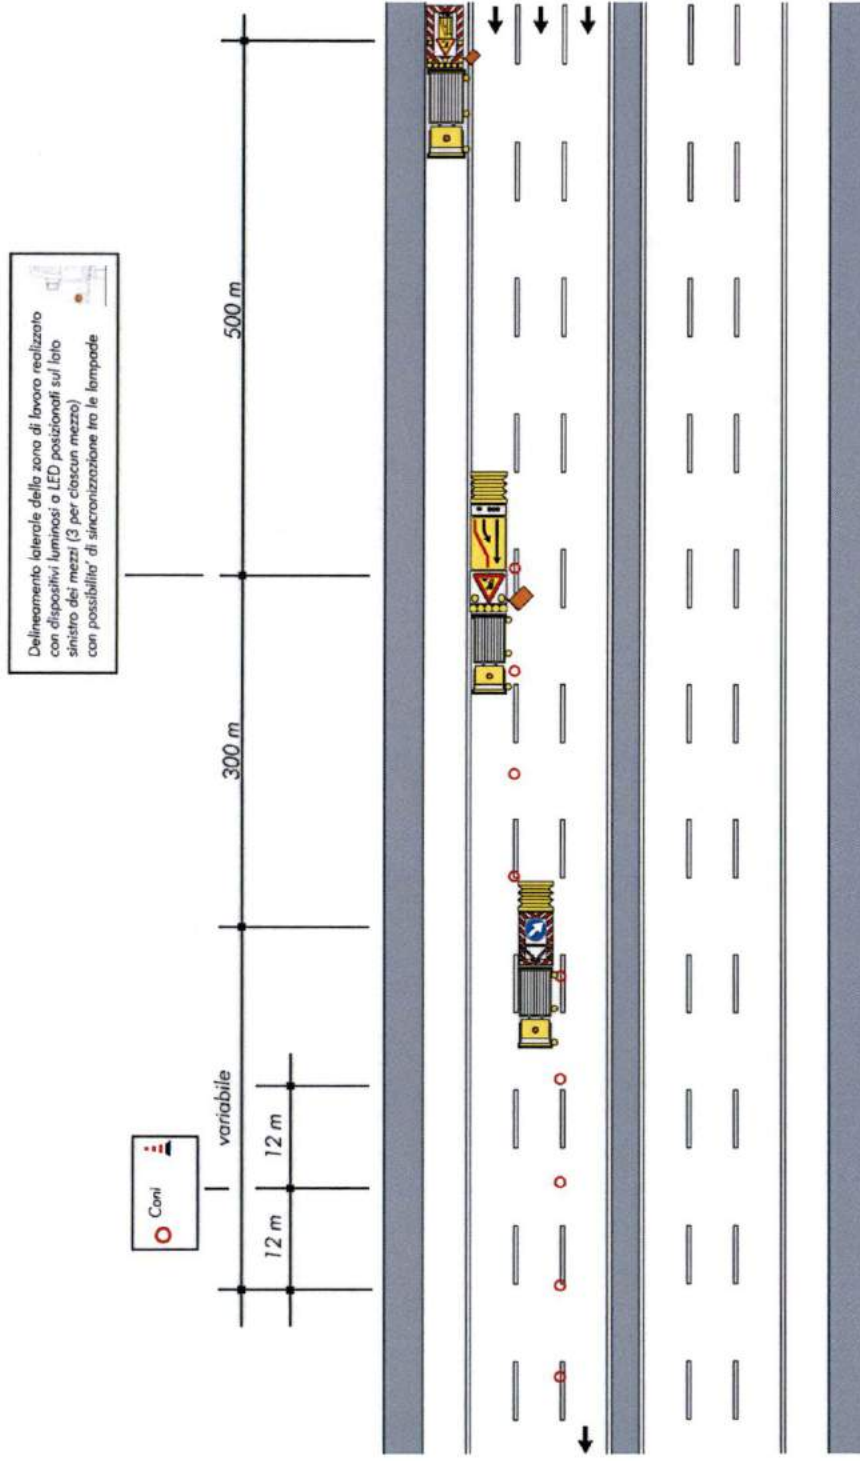 Delineamento laterale della zona di lavoro realizzato
con dispositivi luminosi a LED posizionati sul lato
sinistro dei mezzi (3 per ciascun mezzo)
con possibilita' di sincronizzazione tra le lampade
500 m
300 m
variabile
12 m
12 m
Coni